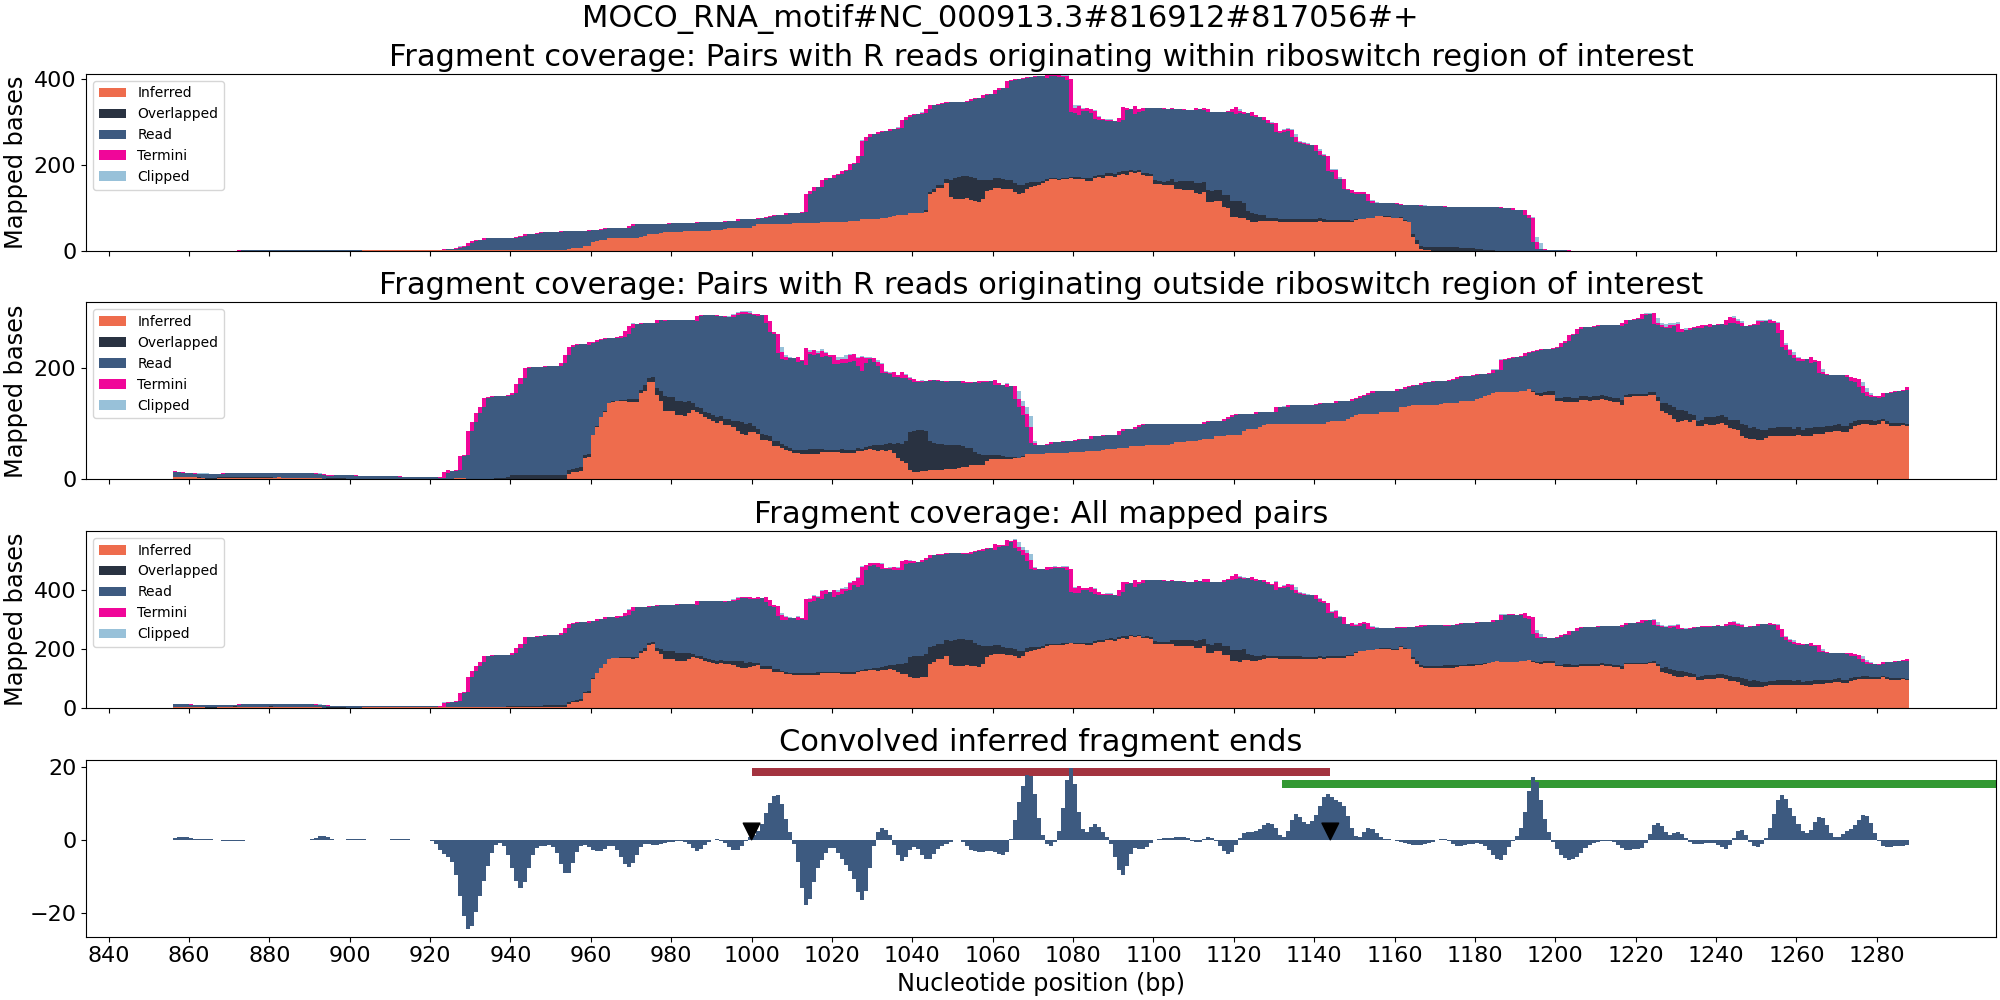 MOCO_RNA_motif#NC_000913.3#816912#817056#+
Fragment coverage: Pairs with R reads originating within riboswitch region of interest
Mapped bases
400
200
0
Inferred
Overlapped
Read
Termini
Clipped
Fragment coverage: Pairs with R reads originating outside riboswitch region of interest
Mapped bases
200
0
Inferred
Overlapped
Read
Termini
Clipped
Fragment coverage: All mapped pairs
Mapped bases
400
200
0
Inferred
Overlapped
Read
Termini
Clipped
Convolved inferred fragment ends
20
0
−20
840 860 880 900 920 940 960 980 1000 1020 1040 1060 1080 1100 1120 1140 1160 1180 1200 1220 1240 1260 1280
Nucleotide position (bp)